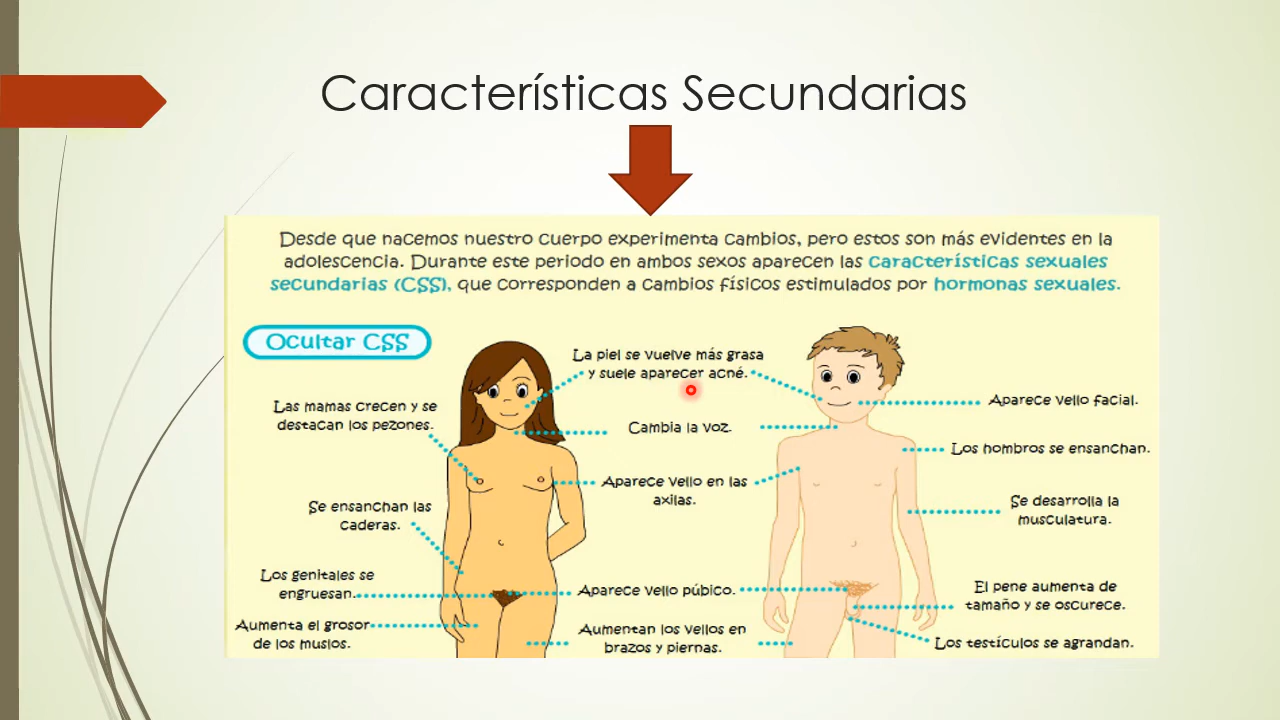 Características Secundarias
Desde que nacemos nuestro cuerpo experimenta cambios, pero estos son más evidentes en la
adolescencia. Durante este periodo en ambos sexos aparecen las características sexuales
secundarias (CSS), que corresponden a cambios físicos estimulados por hormonas sexuales.
Ocultar CSS
La piel se vuelve más grasa
y suele aparecer acné.
Las mamas crecen y se
destacan los pezones.
Cambia la voz.
Aparece vello facial.
Los hombros se ensanchan.
Aparece vello en las
axilas.
Se ensanchan las
caderas.
Se desarrolla la
musculatura.
Los genitales se
engruesan.
Aparece vello púbico.
El pene aumenta de
tamaño y se oscurece.
Aumenta el grosor
de los muslos.
Aumentan los vellos en
brazos y piernas.
Los testículos se agrandan.